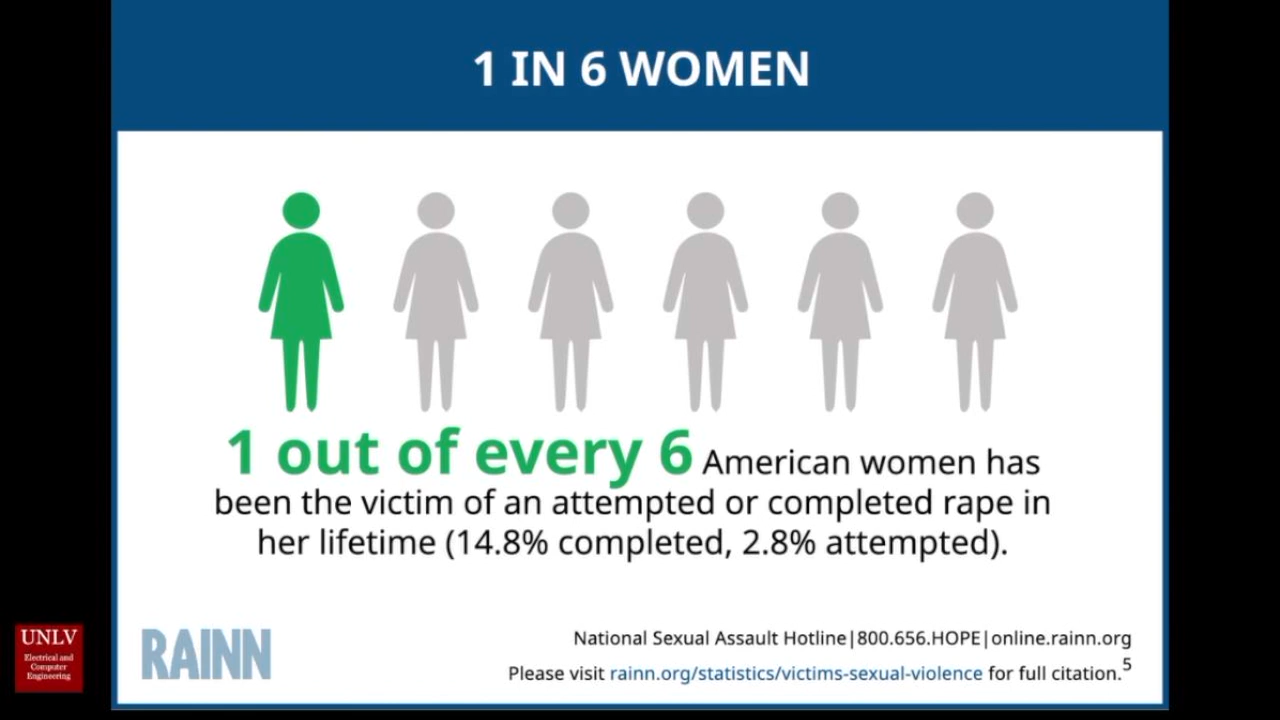 1 IN 6 WOMEN
1 out of every 6 American women has
been the victim of an attempted or completed rape in
her lifetime (14.8% completed, 2.8% attempted).
RAINN
National Sexual Assault Hotline|800.656.HOPE|online.rainn.org
Please visit rainn.org/statistics/victims-sexual-violence for full citation.5
UNLV
Electrical and
Computer
Engineering